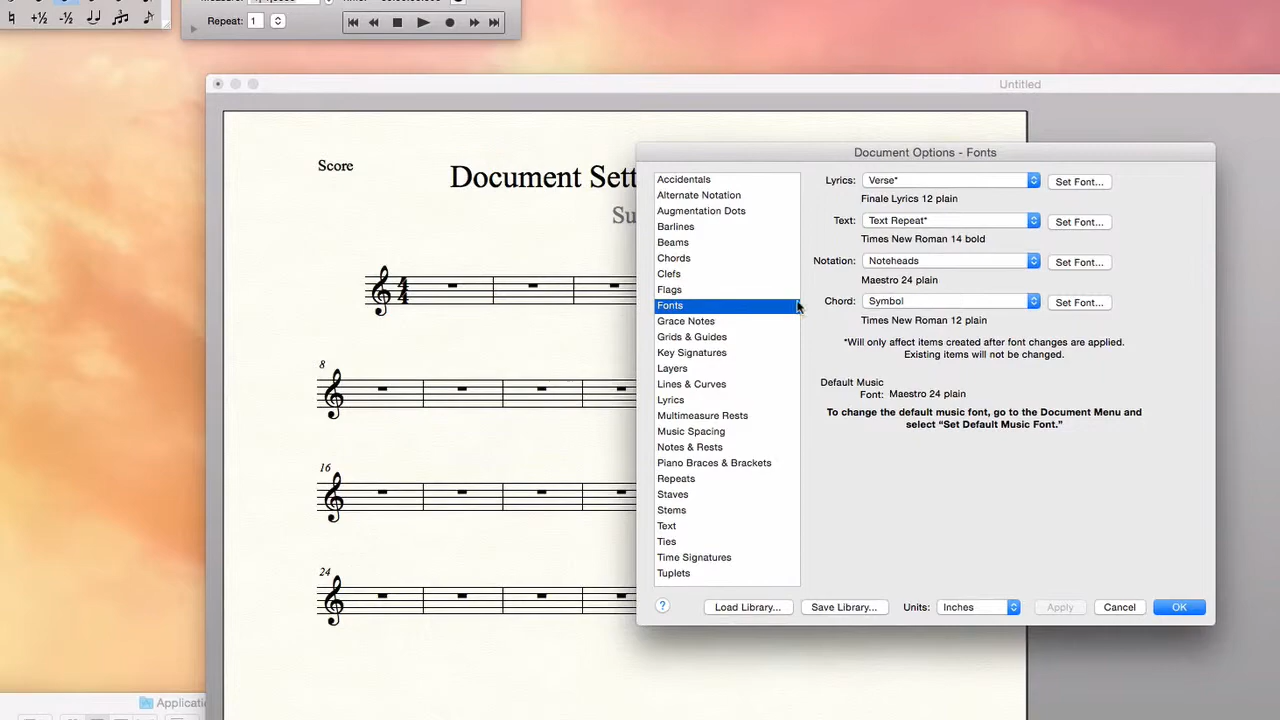 Repeat: 1
Untitled
Score
Document Sett
Su
8
16
24
Document Options - Fonts
Accidentals
Alternate Notation
Augmentation Dots
Barlines
Beams
Chords
Clefs
Flags
Fonts
Grace Notes
Grids & Guides
Key Signatures
Layers
Lines & Curves
Lyrics
Multimeasure Rests
Music Spacing
Notes & Rests
Piano Braces & Brackets
Repeats
Staves
Stems
Text
Ties
Time Signatures
Tuplets
Lyrics: Verse* Set Font...
Finale Lyrics 12 plain
Text: Text Repeat* Set Font...
Times New Roman 14 bold
Notation: Noteheads Set Font...
Maestro 24 plain
Chord: Symbol Set Font...
Times New Roman 12 plain
*Will only affect items created after font changes are applied.
Existing items will not be changed.
Default Music
Font: Maestro 24 plain
To change the default music font, go to the Document Menu and
select “Set Default Music Font.”
? Load Library... Save Library... Units: Inches Apply Cancel OK
Applicati